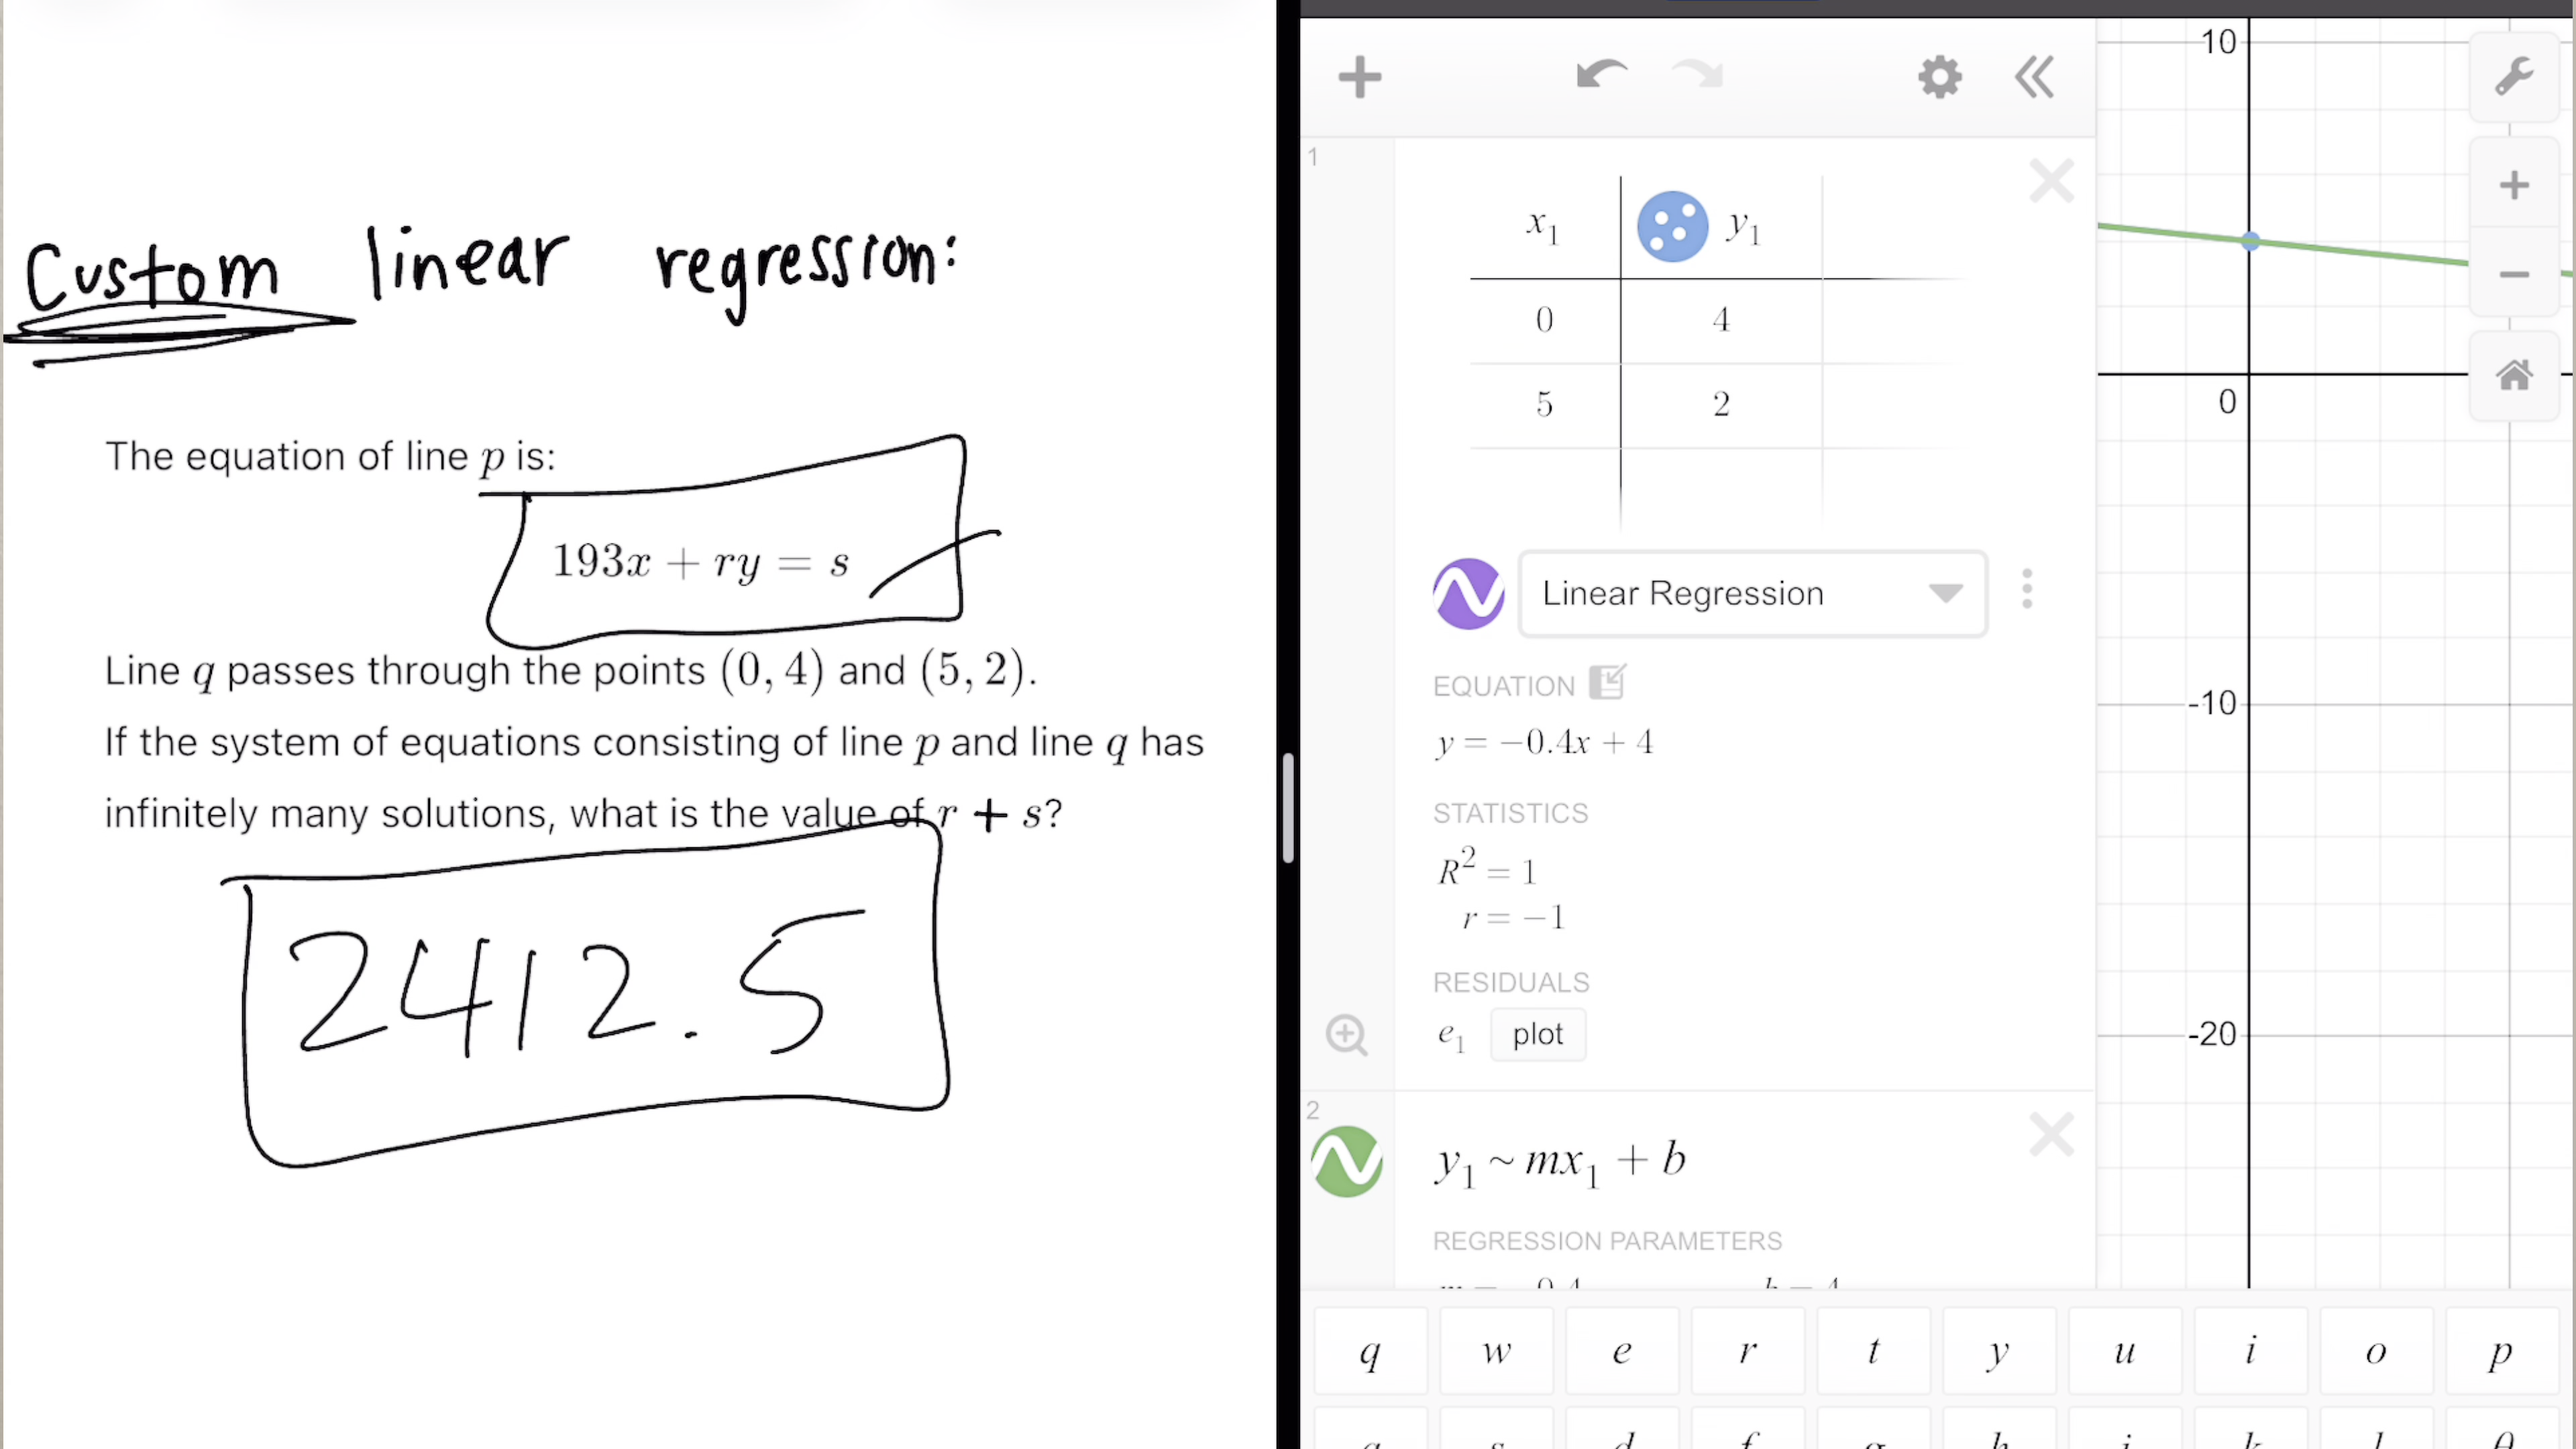 Custom linear regression:
The equation of line p is:
193x + ry = s
Line q passes through the points (0, 4) and (5, 2).
If the system of equations consisting of line p and line q has
infinitely many solutions, what is the value of r + s?
2412.5
1
x₁ y₁
0 4
5 2
Linear Regression
EQUATION
y = −0.4x + 4
STATISTICS
R² = 1
r = −1
RESIDUALS
e₁ plot
2
y₁ ~ mx₁ + b
REGRESSION PARAMETERS
10
0
-10
-20
q w e r t y u i o p